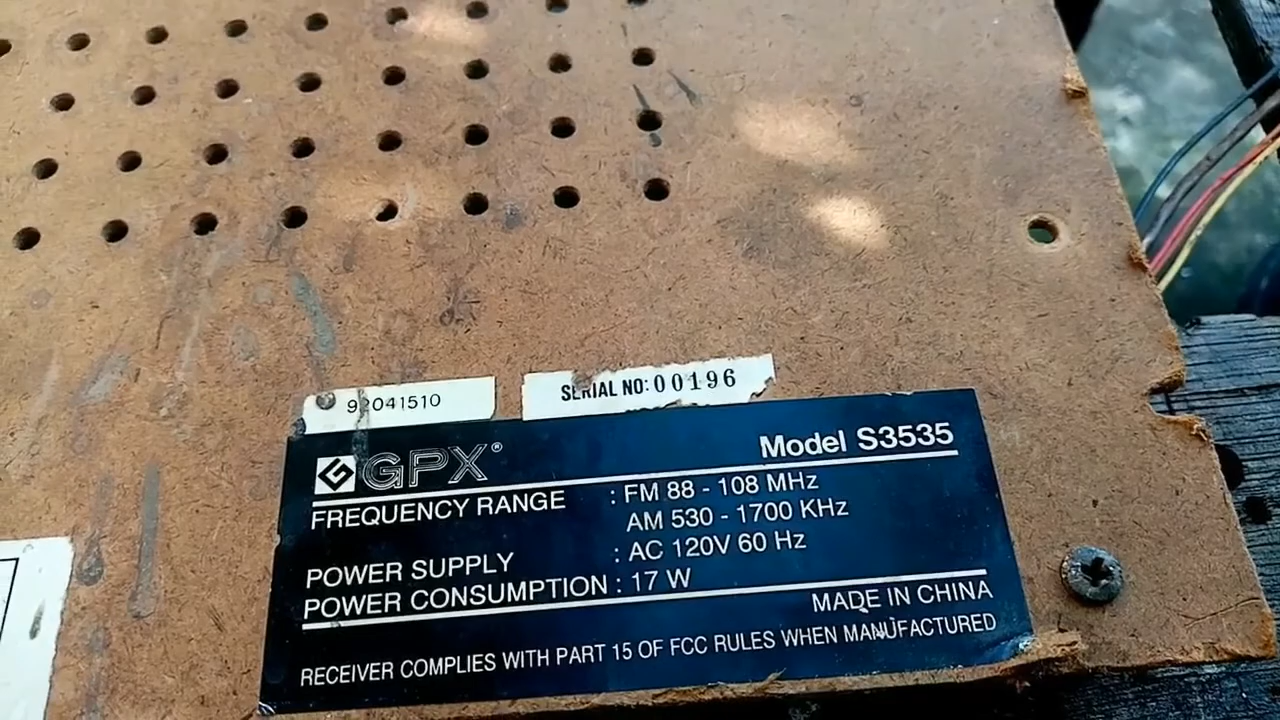 92041510
SERIAL NO: 00196
GPX®
Model S3535
FREQUENCY RANGE : FM 88 - 108 MHz
AM 530 - 1700 KHz
POWER SUPPLY : AC 120V 60 Hz
POWER CONSUMPTION : 17 W
MADE IN CHINA
RECEIVER COMPLIES WITH PART 15 OF FCC RULES WHEN MANUFACTURED